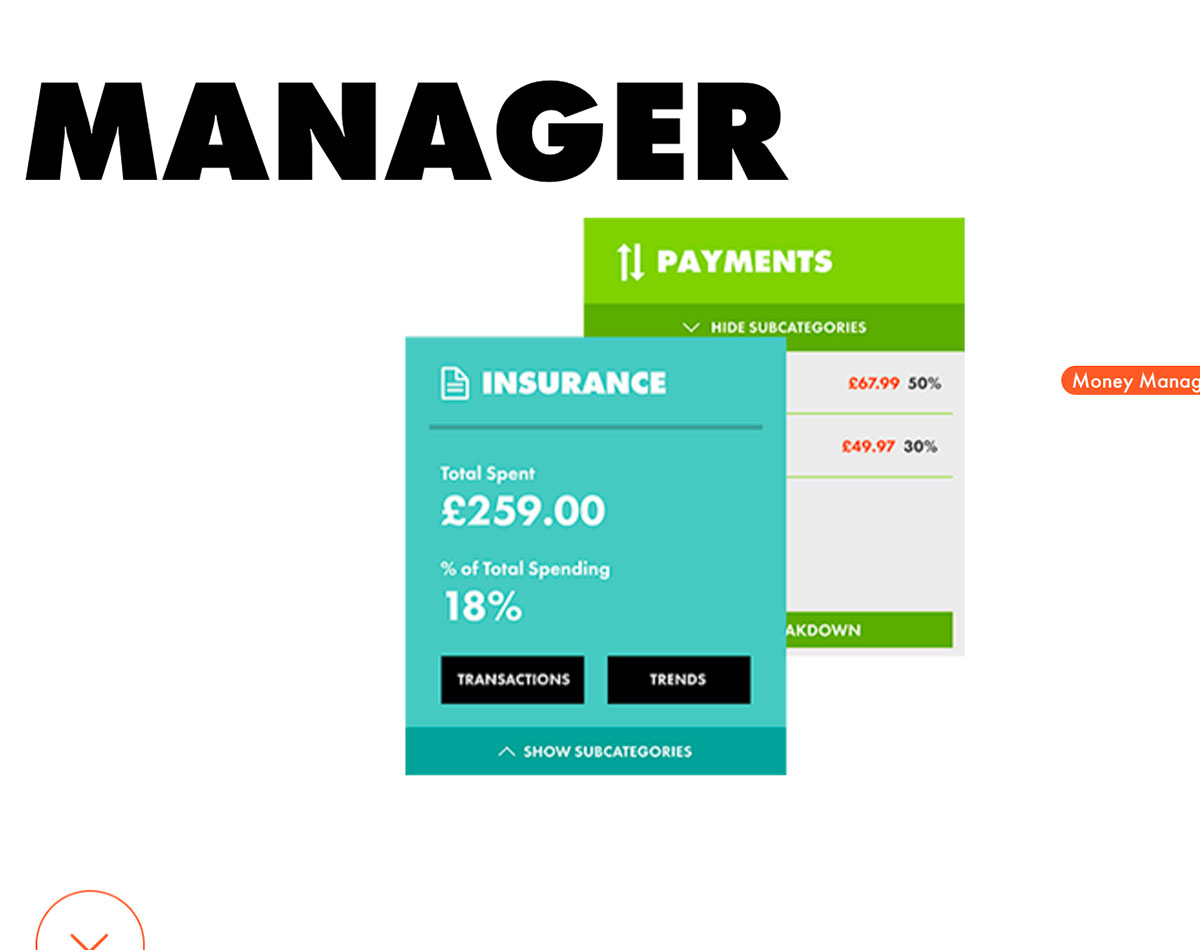 MANAGER
PAYMENTS
HIDE SUBCATEGORIES
£67.99 50%
£49.97 30%
AKDOWN
INSURANCE
Total Spent
£259.00
% of Total Spending
18%
TRANSACTIONS
TRENDS
SHOW SUBCATEGORIES
Money Manag